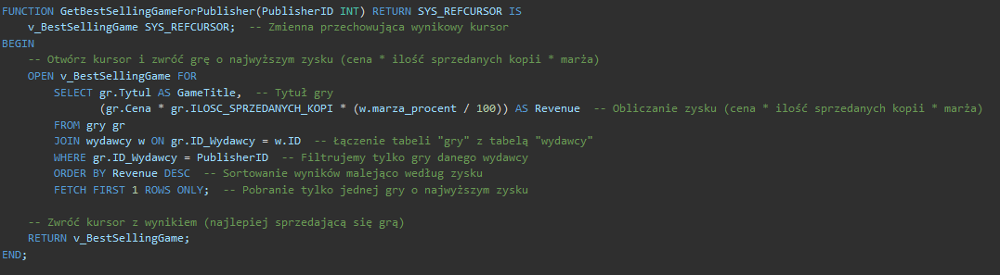 FUNCTION GetBestSellingGameForPublisher(PublisherID INT) RETURN SYS_REFCURSOR IS
    v_BestSellingGame SYS_REFCURSOR;  -- Zmienna przechowująca wynikowy kursor
BEGIN
    -- Otwórz kursor i zwróć grę o najwyższym zysku (cena * ilość sprzedanych kopii * marża)
    OPEN v_BestSellingGame FOR
        SELECT gr.Tytul AS GameTitle,  -- Tytuł gry
               (gr.Cena * gr.ILOSC_SPRZEDANYCH_KOPI * (w.marza_procent / 100)) AS Revenue  -- Obliczanie zysku (cena * ilość sprzedanych kopii * marża)
        FROM gry gr
        JOIN wydawcy w ON gr.ID_Wydawcy = w.ID  -- Łączenie tabeli "gry" z tabelą "wydawcy"
        WHERE gr.ID_Wydawcy = PublisherID  -- Filtrujemy tylko gry danego wydawcy
        ORDER BY Revenue DESC  -- Sortowanie wyników malejąco według zysku
        FETCH FIRST 1 ROWS ONLY;  -- Pobranie tylko jednej gry o najwyższym zysku

    -- Zwróć kursor z wynikiem (najlepiej sprzedającą się grą)
    RETURN v_BestSellingGame;
END;